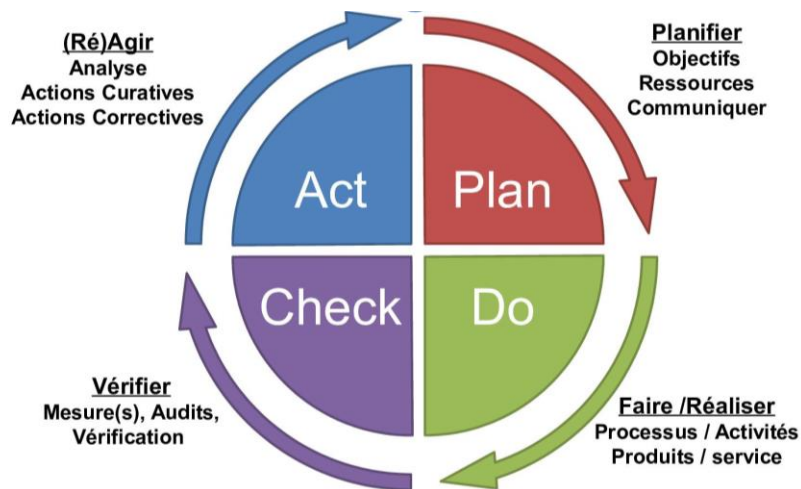 (Ré)Agir
Analyse
Actions Curatives
Actions Correctives
Planifier
Objectifs
Ressources
Communiquer
Act
Plan
Check
Do
Vérifier
Mesure(s), Audits,
Vérification
Faire /Réaliser
Processus / Activités
Produits / service